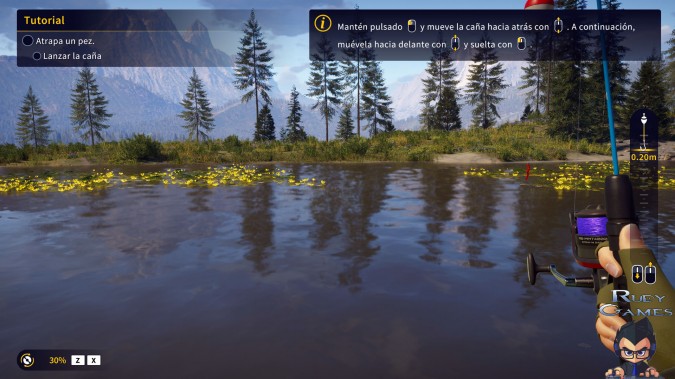 Tutorial
Atrapa un pez.
Lanzar la caña
Mantén pulsado y mueve la caña hacia atrás con . A continuación,
muévela hacia delante con y suelta con
0.20m
RUEY
GAMES
30% Z X